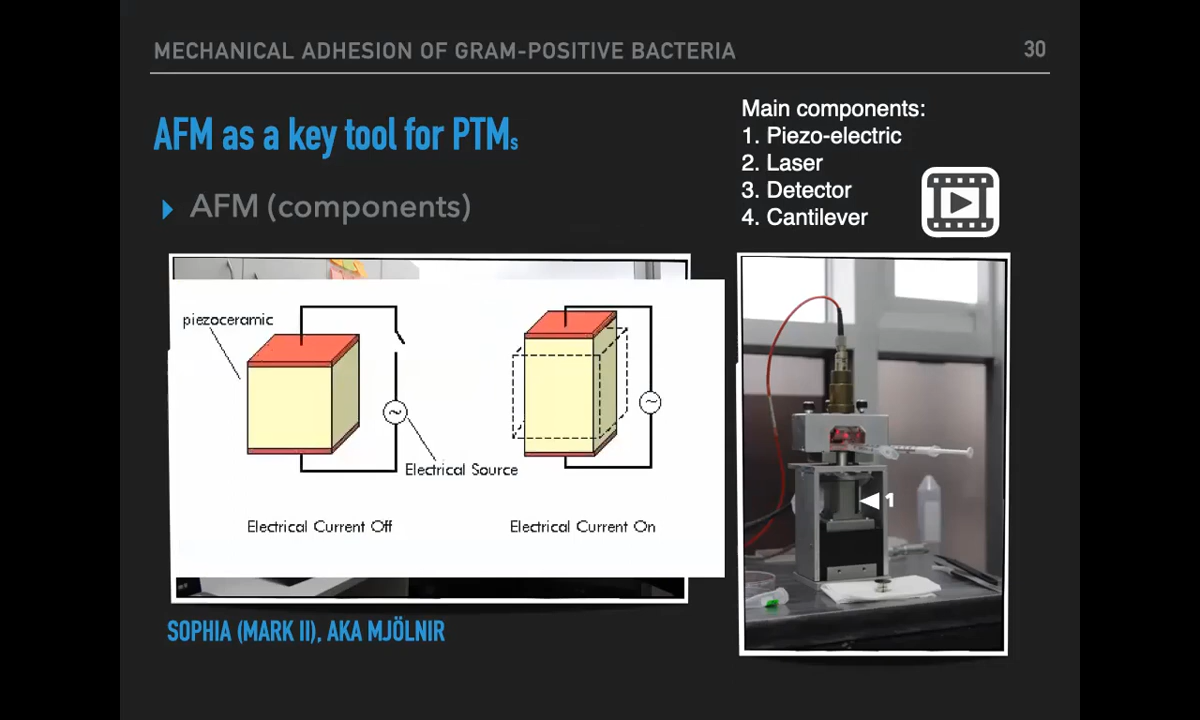 MECHANICAL ADHESION OF GRAM-POSITIVE BACTERIA
30
AFM as a key tool for PTMs
AFM (components)
Main components:
1. Piezo-electric
2. Laser
3. Detector
4. Cantilever
piezoceramic
Electrical Source
Electrical Current Off
Electrical Current On
1
SOPHIA (MARK II), AKA MJÖLNIR